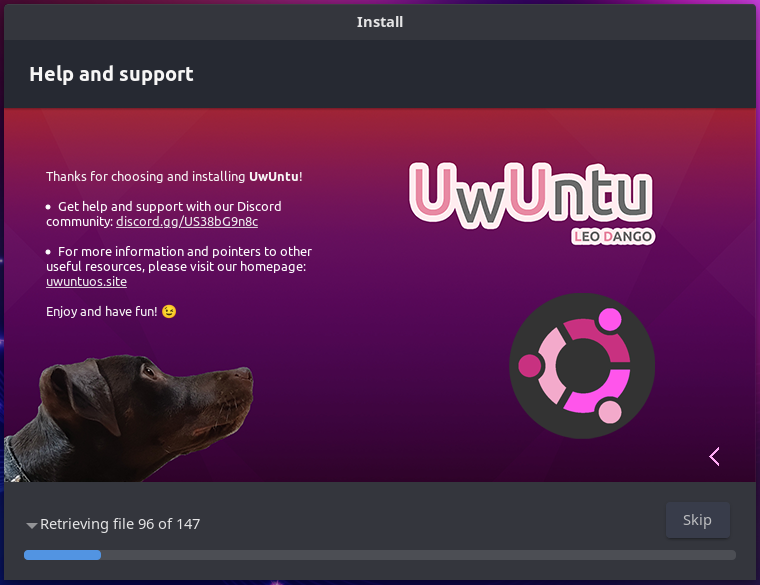 Install
Help and support
Thanks for choosing and installing UwUntu!
• Get help and support with our Discord
community: discord.gg/US38bG9n8c
• For more information and pointers to other
useful resources, please visit our homepage:
uwuntuos.site
Enjoy and have fun! 😉
UwUntu
LEO DANGO
Retrieving file 96 of 147
Skip